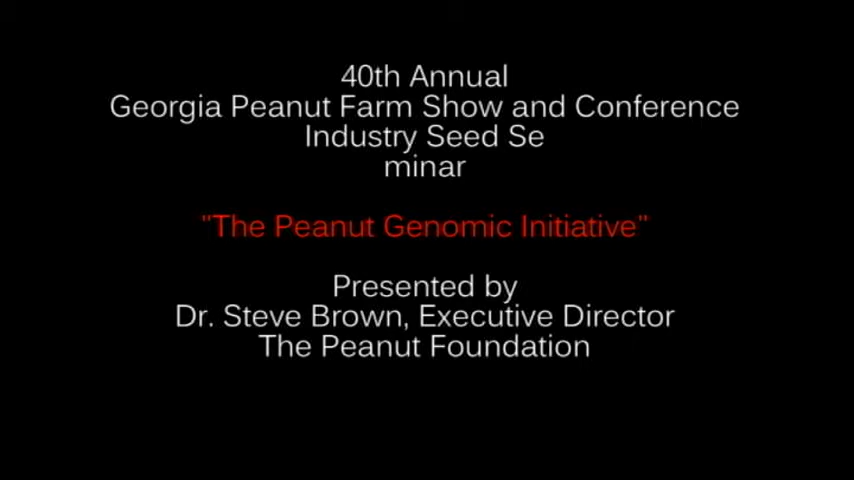 40th Annual
Georgia Peanut Farm Show and Conference
Industry Seed Se
minar
"The Peanut Genomic Initiative"
Presented by
Dr. Steve Brown, Executive Director
The Peanut Foundation